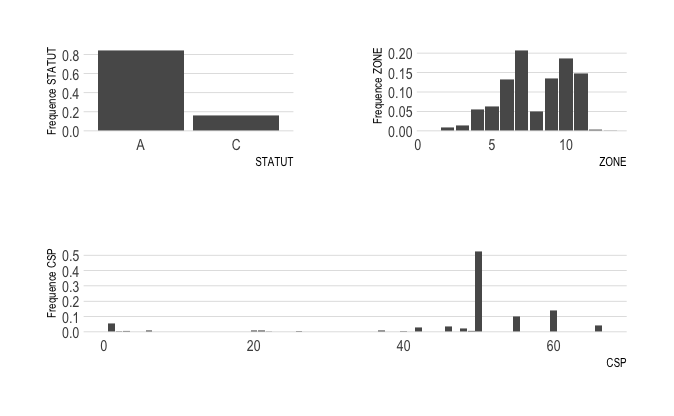 Frequence STATUT
0.8
0.6
0.4
0.2
0.0
A C
STATUT
Frequence ZONE
0.20
0.15
0.10
0.05
0.00
0 5 10
ZONE
Frequence CSP
0.5
0.4
0.3
0.2
0.1
0.0
0 20 40 60
CSP